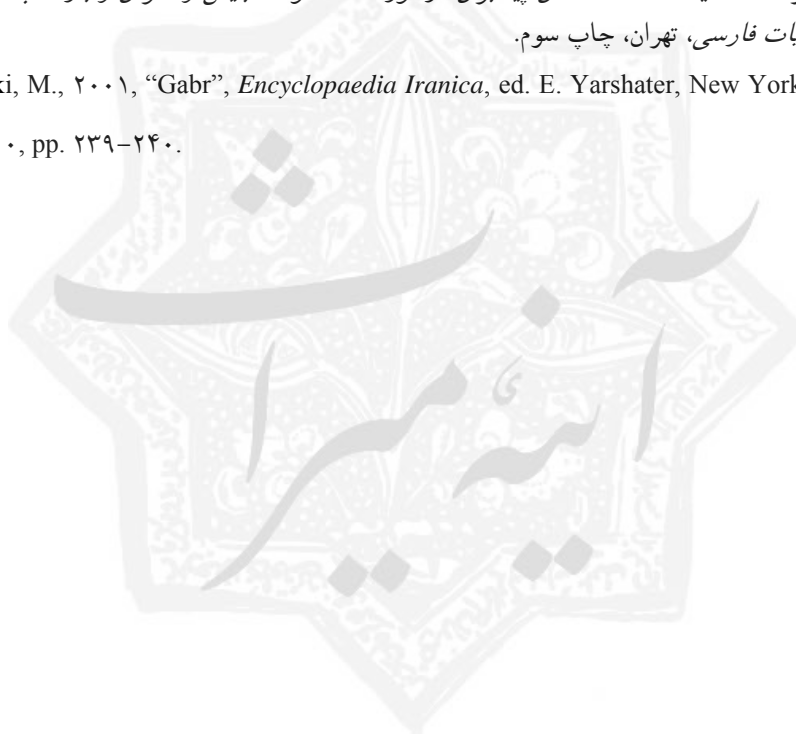 یات فارسی، تهران، چاپ سوم.
ki, M., ۲۰۰۱, “Gabr”, Encyclopaedia Iranica, ed. E. Yarshater, New York
۰, pp. ۲۳۹-۲۴۰.
آینهٔ میراث